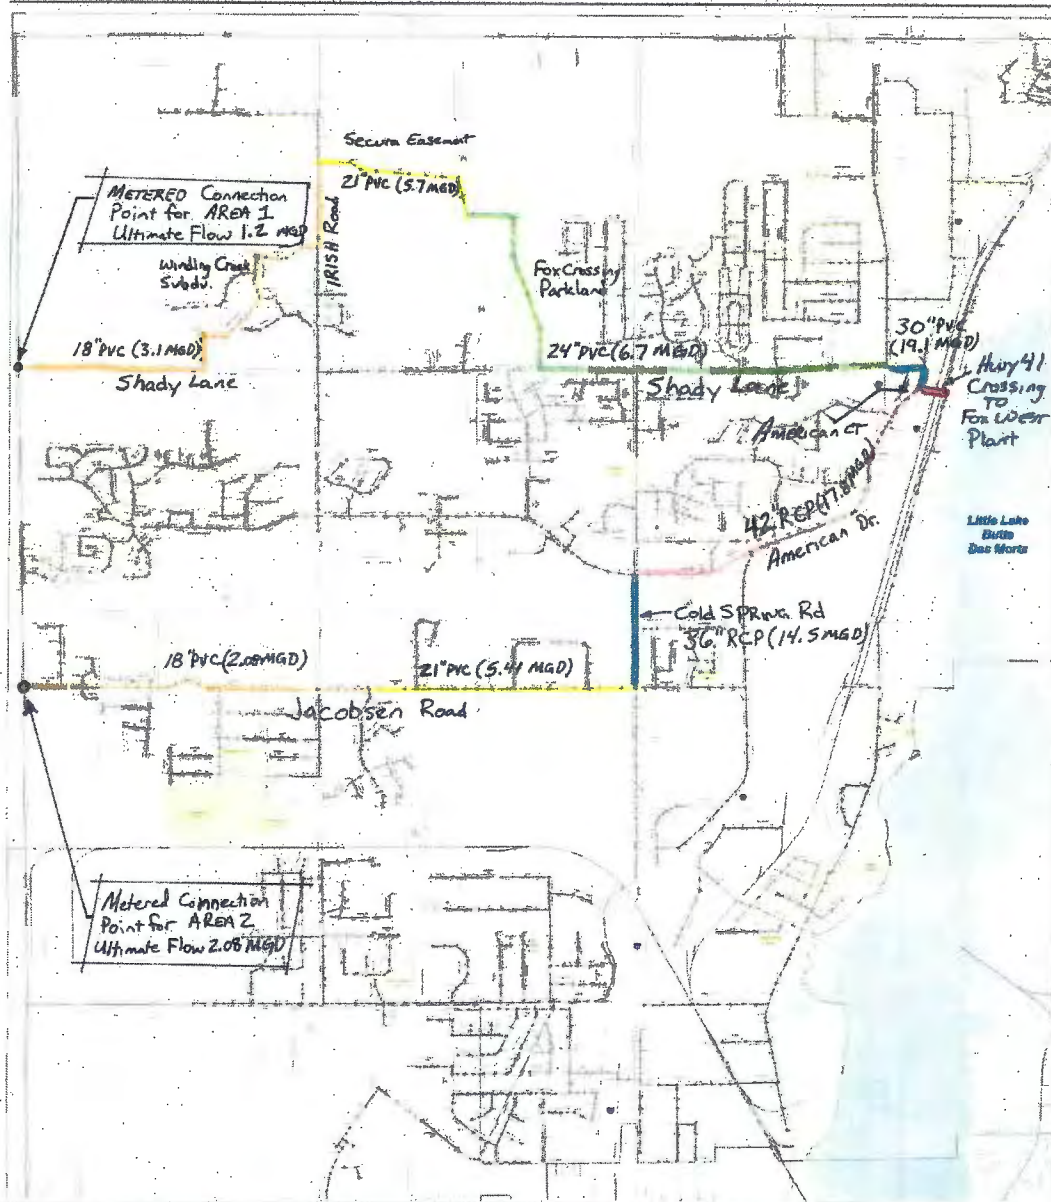 Secura Easement
21" PVC (5.7 MGD)
METERED Connection
Point for AREA 1
Ultimate Flow 1.2 MGD
IRISH Road
Winding Creek
Subdv.
Fox Crossing
Parkland
18" PVC (3.1 MGD)
Shady Lane
24" PVC (6.7 MGD)
Shady Lane
30" PVC
(19.1 MGD)
Hwy 41
Crossing
TO
Fox West
Plant
American CT
42" RCP (17.8 MGD)
American Dr.
Little Lake
Butte
Des Morts
Cold SPRING Rd
36" RCP (14.5 MGD)
18" PVC (2.08 MGD)
21" PVC (5.41 MGD)
Jacobsen Road
Metered Connection
Point for AREA 2
Ultimate Flow 2.08 MGD